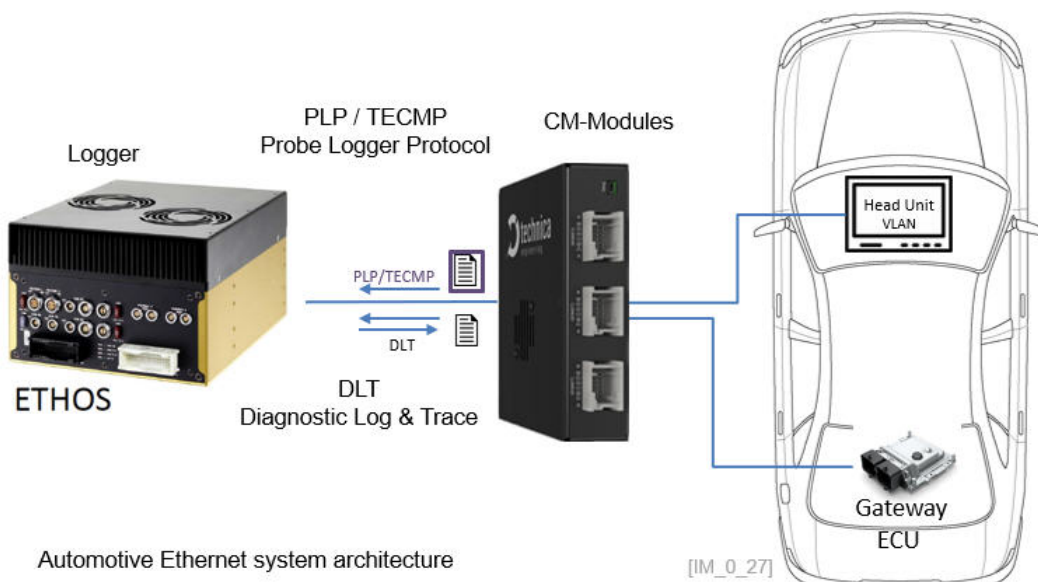 Logger
PLP / TECMP
Probe Logger Protocol
CM-Modules
Head Unit
VLAN
technica
PLP/TECMP
DLT
ETHOS
DLT
Diagnostic Log & Trace
Gateway
ECU
Automotive Ethernet system architecture
[IM_0_27]